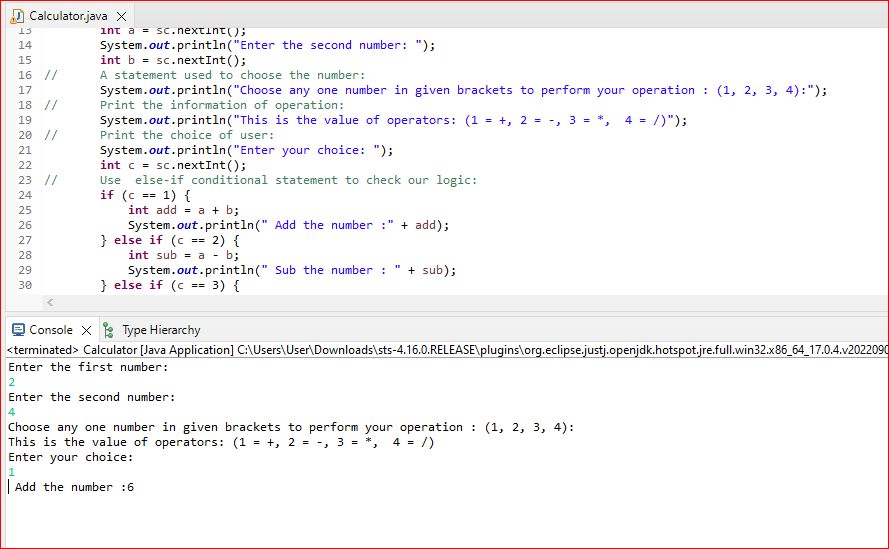 Calculator.java
13 int a = sc.nextInt();
14 System.out.println("Enter the second number: ");
15 int b = sc.nextInt();
16 // A statement used to choose the number:
17 System.out.println("Choose any one number in given brackets to perform your operation : (1, 2, 3, 4):");
18 // Print the information of operation:
19 System.out.println("This is the value of operators: (1 = +, 2 = -, 3 = *,  4 = /)");
20 // Print the choice of user:
21 System.out.println("Enter your choice: ");
22 int c = sc.nextInt();
23 // Use  else-if conditional statement to check our logic:
24 if (c == 1) {
25 int add = a + b;
26 System.out.println(" Add the number :" + add);
27 } else if (c == 2) {
28 int sub = a - b;
29 System.out.println(" Sub the number : " + sub);
30 } else if (c == 3) {
Console Type Hierarchy
<terminated> Calculator [Java Application] C:\Users\User\Downloads\sts-4.16.0.RELEASE\plugins\org.eclipse.justj.openjdk.hotspot.jre.full.win32.x86_64_17.0.4.v2022090
Enter the first number:
2
Enter the second number:
4
Choose any one number in given brackets to perform your operation : (1, 2, 3, 4):
This is the value of operators: (1 = +, 2 = -, 3 = *,  4 = /)
Enter your choice:
1
Add the number :6